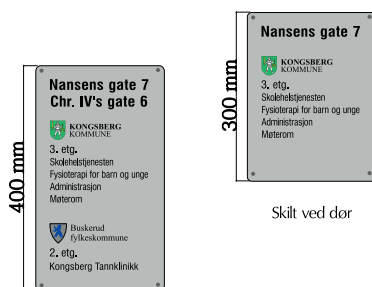 400 mm
Nansens gate 7
Chr. IV's gate 6
KONGSBERG
KOMMUNE
3. etg.
Skolehelstjenesten
Fysioterapi for barn og unge
Administrasjon
Møterom
Buskerud
fylkeskommune
2. etg.
Kongsberg Tannklinikk
300 mm
Nansens gate 7
KONGSBERG
KOMMUNE
3. etg.
Skolehelstjenesten
Fysioterapi for barn og unge
Administrasjon
Møterom
Skilt ved dør